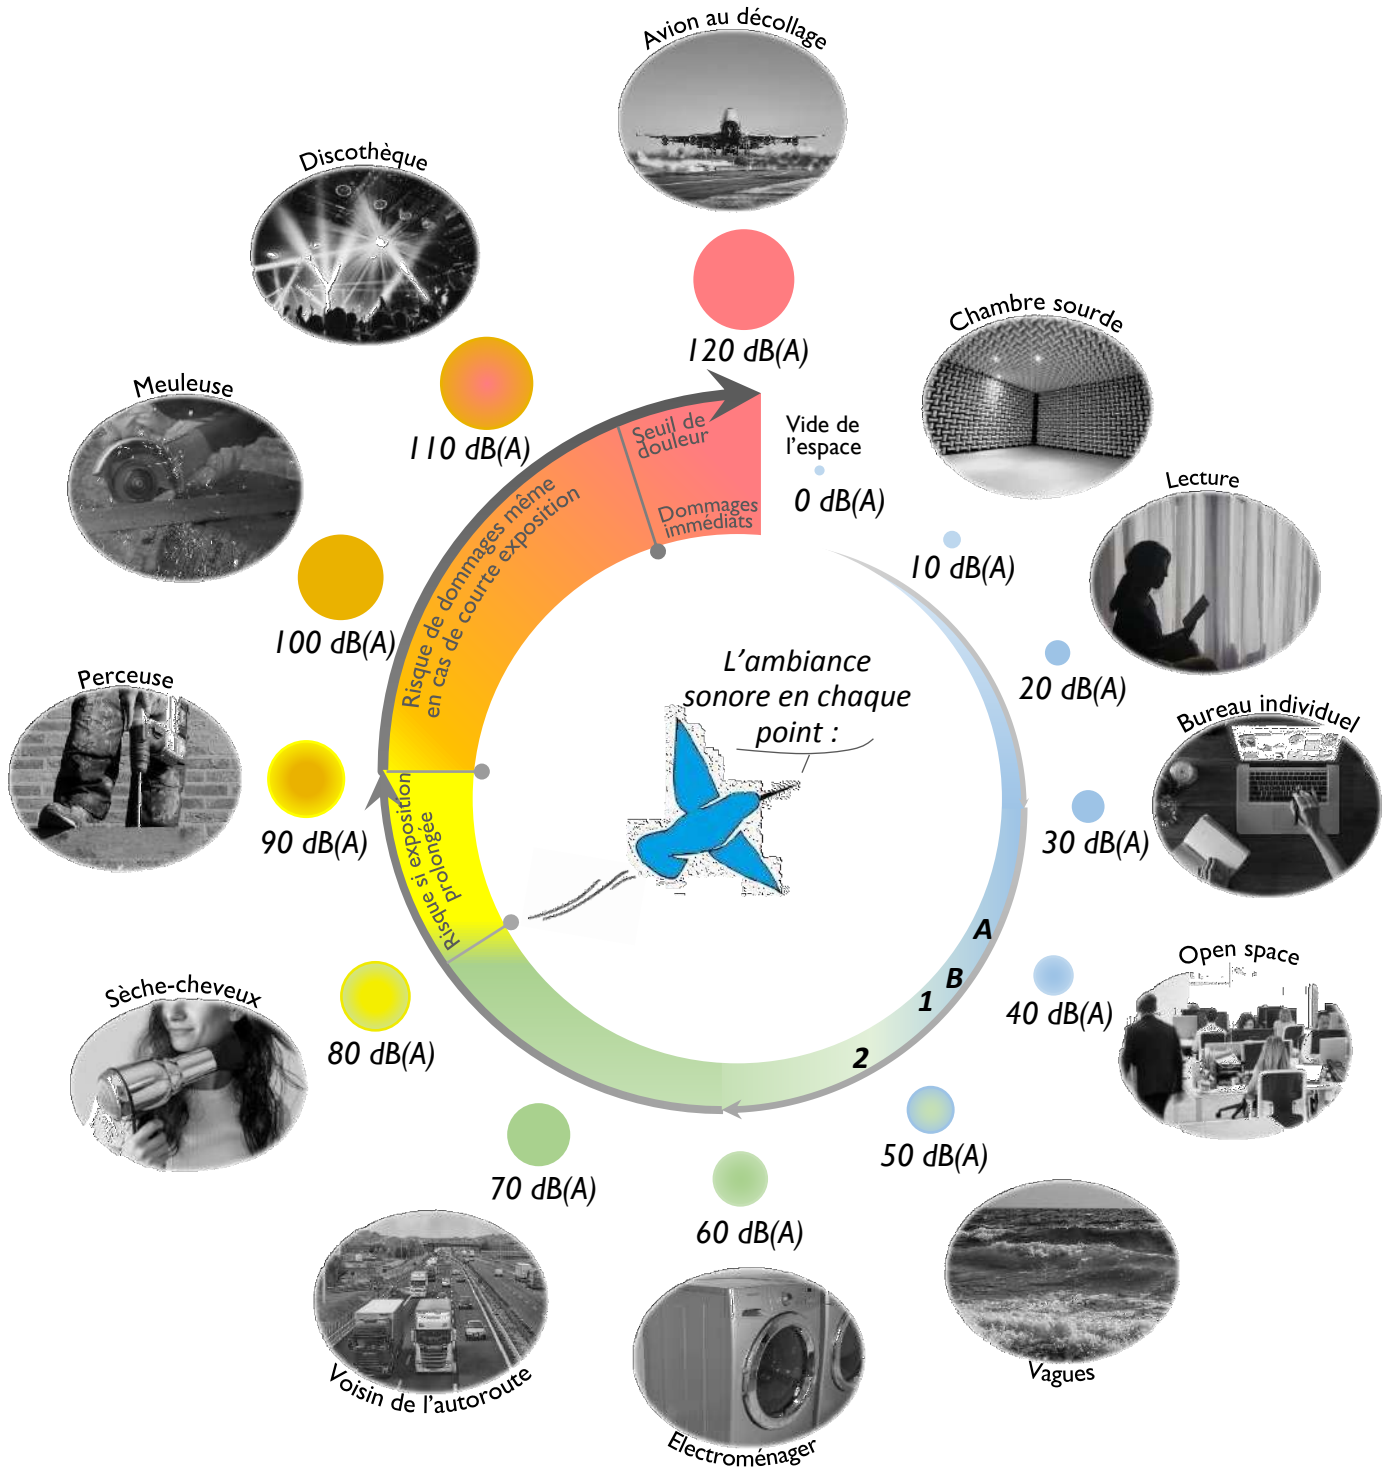 Avion au décollage
120 dB(A)
Vide de
l'espace
0 dB(A)
Chambre sourde
10 dB(A)
Lecture
20 dB(A)
Bureau individuel
30 dB(A)
Open space
40 dB(A)
Vagues
50 dB(A)
Electroménager
60 dB(A)
Voisin de l'autoroute
70 dB(A)
Sèche-cheveux
80 dB(A)
Perceuse
90 dB(A)
Meuleuse
100 dB(A)
Discothèque
110 dB(A)
Seuil de
douleur
Dommages
immédiats
Risque de dommages même
en cas de courte exposition
Risque si exposition
prolongée
L'ambiance
sonore en chaque
point :
A
B
1
2